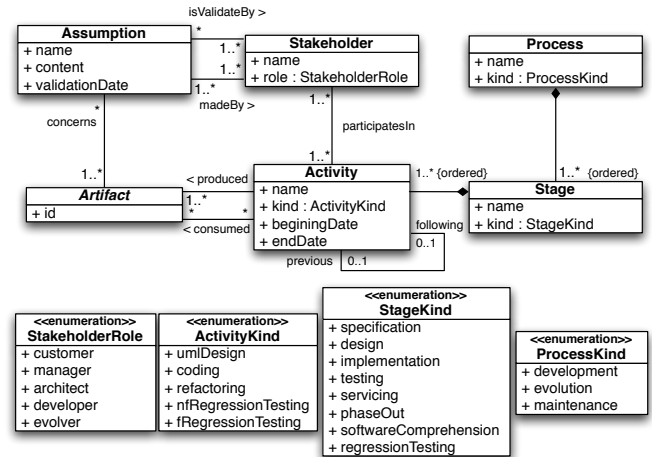 isValidateBy >
Assumption
+ name
+ content
+ validationDate
*
1..*
*
1..*
madeBy >
Stakeholder
+ name
+ role : StakeholderRole
Process
+ name
+ kind : ProcessKind
*
concerns
1..*
1..*
participatesIn
1..*
1..*
{ordered}
Artifact
+ id
< produced
1..*
*
*
< consumed
Activity
+ name
+ kind : ActivityKind
+ beginingDate
+ endDate
1..* {ordered}
Stage
+ name
+ kind : StageKind
following
0..1
previous
0..1
<<enumeration>>
StakeholderRole
+ customer
+ manager
+ architect
+ developer
+ evolver
<<enumeration>>
ActivityKind
+ umlDesign
+ coding
+ refactoring
+ nfRegressionTesting
+ fRegressionTesting
<<enumeration>>
StageKind
+ specification
+ design
+ implementation
+ testing
+ servicing
+ phaseOut
+ softwareComprehension
+ regressionTesting
<<enumeration>>
ProcessKind
+ development
+ evolution
+ maintenance